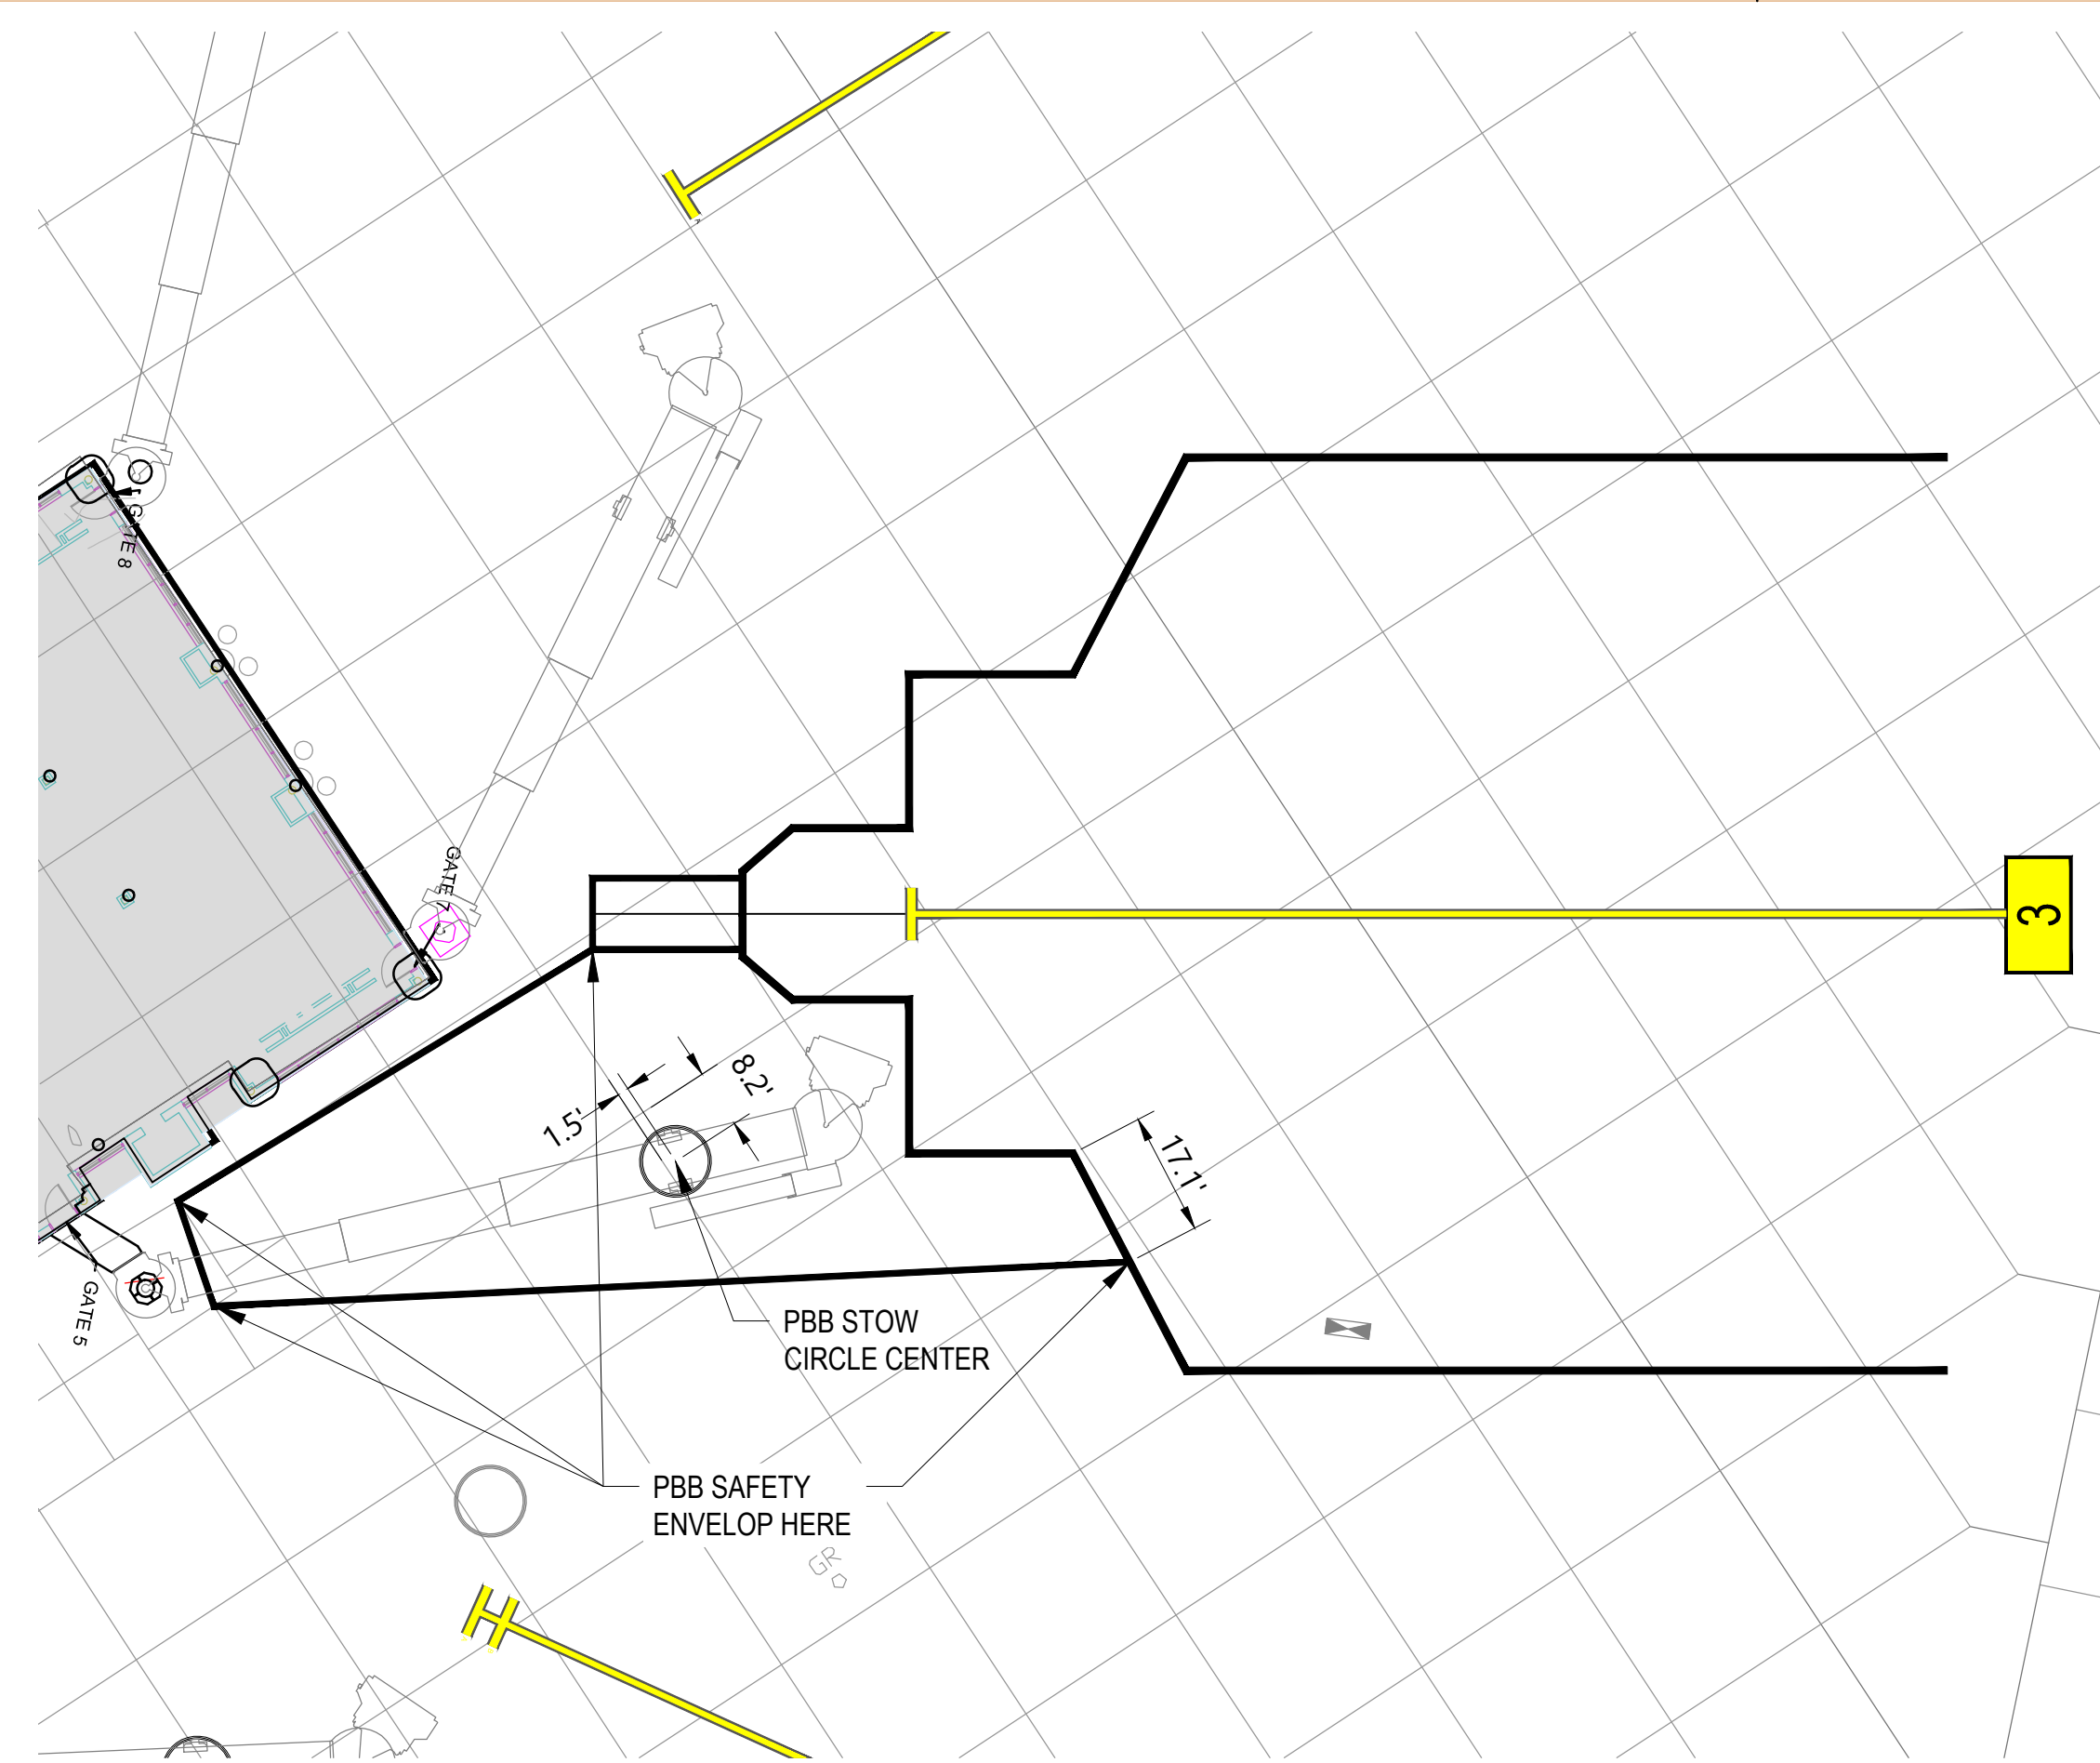 GATE 8
GATE 7
3
8.2'
1.5'
17.1'
GATE 5
PBB STOW
CIRCLE CENTER
PBB SAFETY
ENVELOP HERE
GR